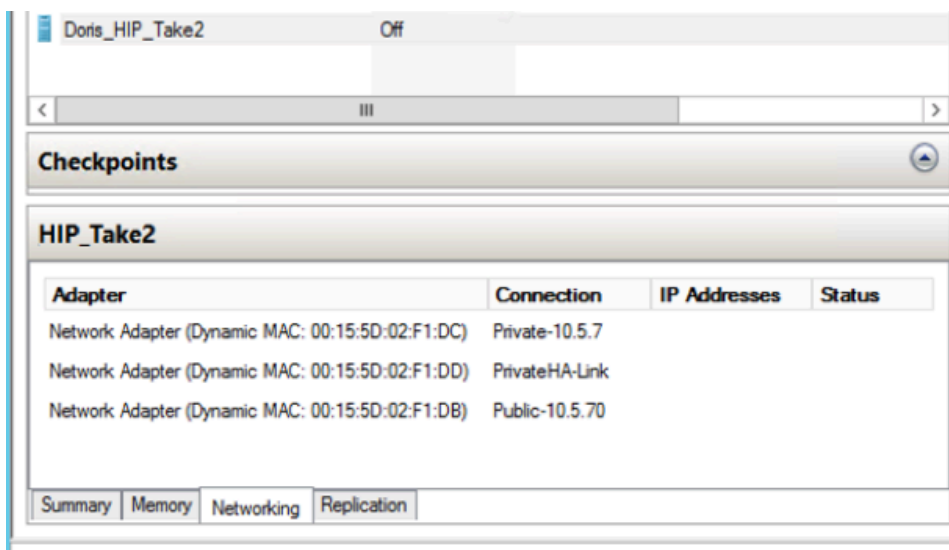 Doris_HIP_Take2 Off
Checkpoints
HIP_Take2
Adapter Connection IP Addresses Status
Network Adapter (Dynamic MAC: 00:15:5D:02:F1:DC) Private-10.5.7
Network Adapter (Dynamic MAC: 00:15:5D:02:F1:DD) PrivateHA-Link
Network Adapter (Dynamic MAC: 00:15:5D:02:F1:DB) Public-10.5.70
Summary Memory Networking Replication